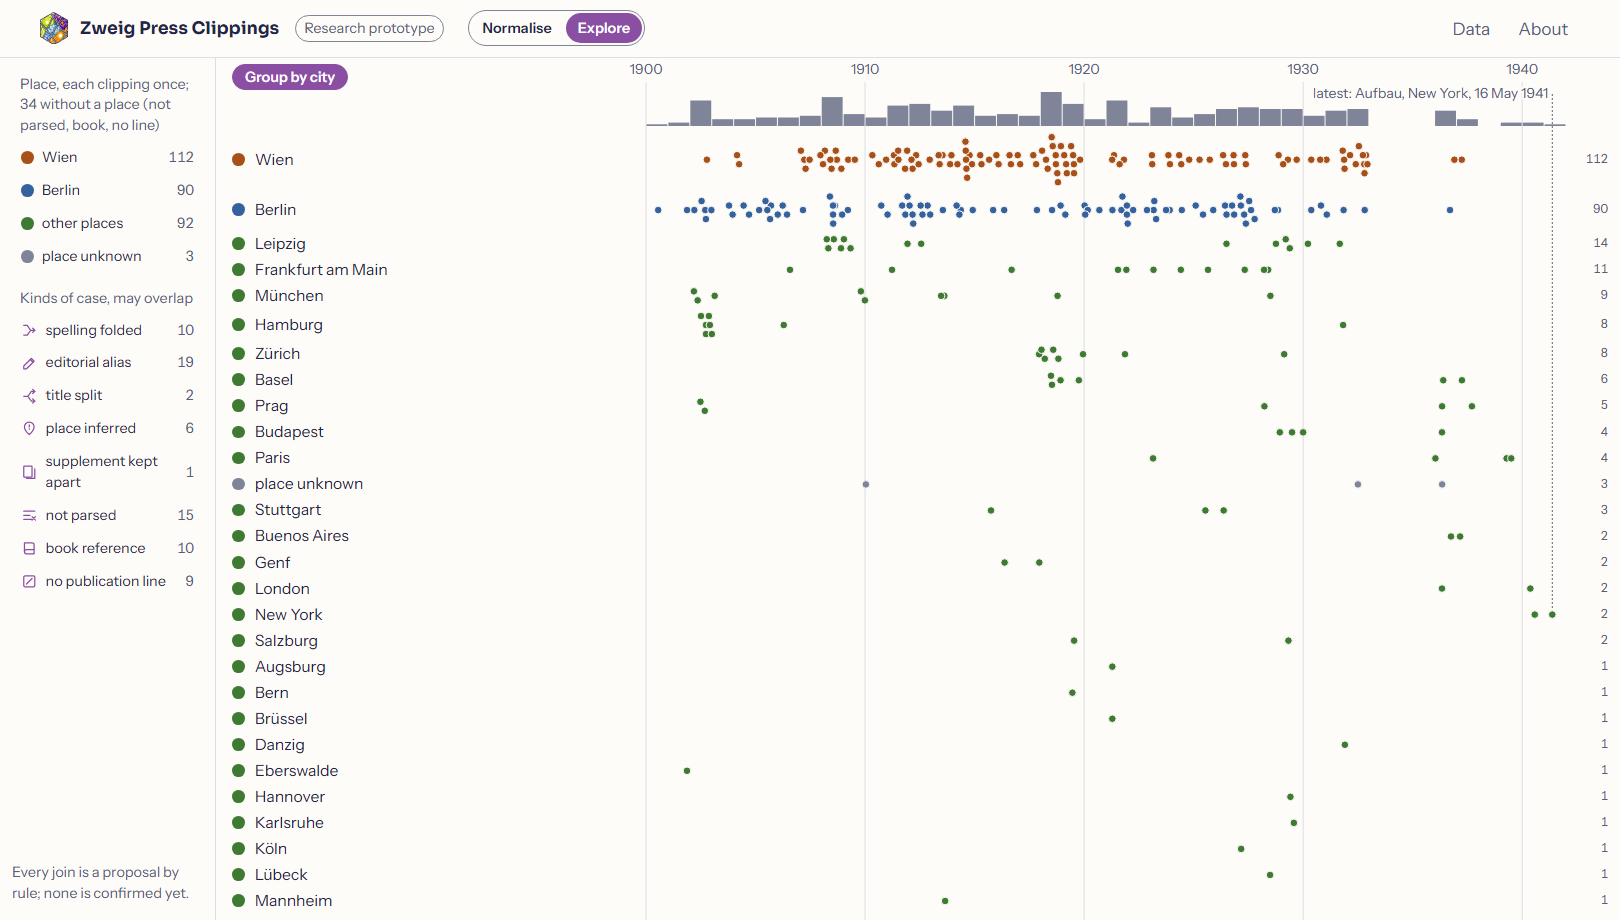 Zweig Press Clippings
Research prototype
Normalise
Explore
Data
About
Place, each clipping once;
34 without a place (not
parsed, book, no line)
Wien 112
Berlin 90
other places 92
place unknown 3
Kinds of case, may overlap
spelling folded 10
editorial alias 19
title split 2
place inferred 6
supplement kept
apart 1
not parsed 15
book reference 10
no publication line 9
Every join is a proposal by
rule; none is confirmed yet.
Group by city
1900 1910 1920 1930 1940
latest: Aufbau, New York, 16 May 1941
Wien 112
Berlin 90
Leipzig 14
Frankfurt am Main 11
München 9
Hamburg 8
Zürich 8
Basel 6
Prag 5
Budapest 4
Paris 4
place unknown 3
Stuttgart 3
Buenos Aires 2
Genf 2
London 2
New York 2
Salzburg 2
Augsburg 1
Bern 1
Brüssel 1
Danzig 1
Eberswalde 1
Hannover 1
Karlsruhe 1
Köln 1
Lübeck 1
Mannheim 1